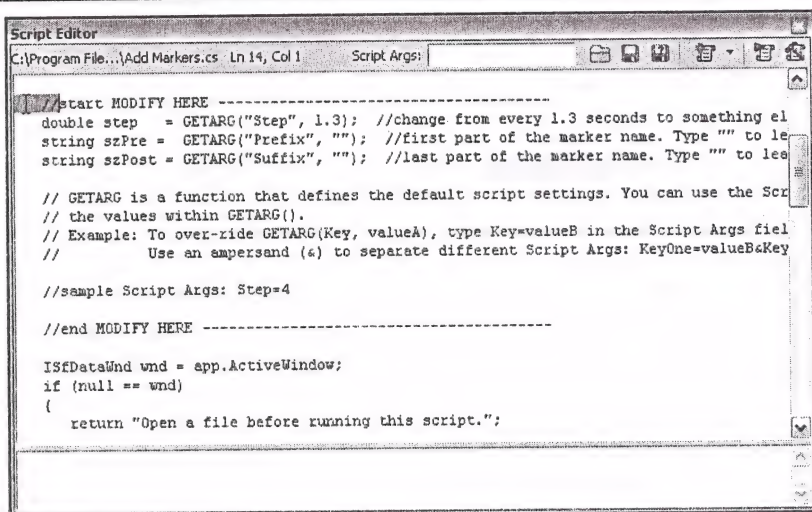 Script Editor
C:\Program File...\Add Markers.cs Ln 14, Col 1 Script Args:
//start MODIFY HERE ---------------------------------------
double step = GETARG("Step", 1.3); //change from every 1.3 seconds to something el
string szPre = GETARG("Prefix", ""); //first part of the marker name. Type "" to le
string szPost = GETARG("Suffix", ""); //last part of the marker name. Type "" to lea
// GETARG is a function that defines the default script settings. You can use the Scr
// the values within GETARG().
// Example: To over-ride GETARG(Key, valueA), type Key=valueB in the Script Args fiel
// Use an ampersand (&) to separate different Script Args: KeyOne=valueB&Key
//sample Script Args: Step=4
//end MODIFY HERE -----------------------------------------
ISfDataWnd wnd = app.ActiveWindow;
if (null == wnd)
{
return "Open a file before running this script.";